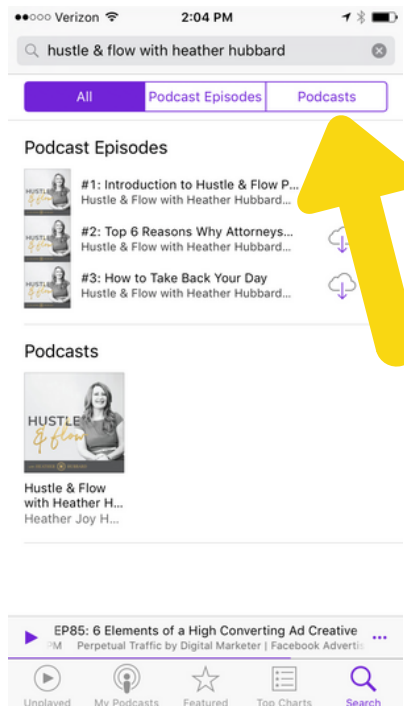 Verizon 2:04 PM
hustle & flow with heather hubbard
All Podcast Episodes Podcasts
Podcast Episodes
#1: Introduction to Hustle & Flow P...
Hustle & Flow with Heather Hubbard...
#2: Top 6 Reasons Why Attorneys...
Hustle & Flow with Heather Hubbard...
#3: How to Take Back Your Day
Hustle & Flow with Heather Hubbard...
Podcasts
HUSTLE
& flow
Hustle & Flow
with Heather H...
Heather Joy H...
EP85: 6 Elements of a High Converting Ad Creative
PM Perpetual Traffic by Digital Marketer | Facebook Advertis
Unplayed My Podcasts Featured Top Charts Search